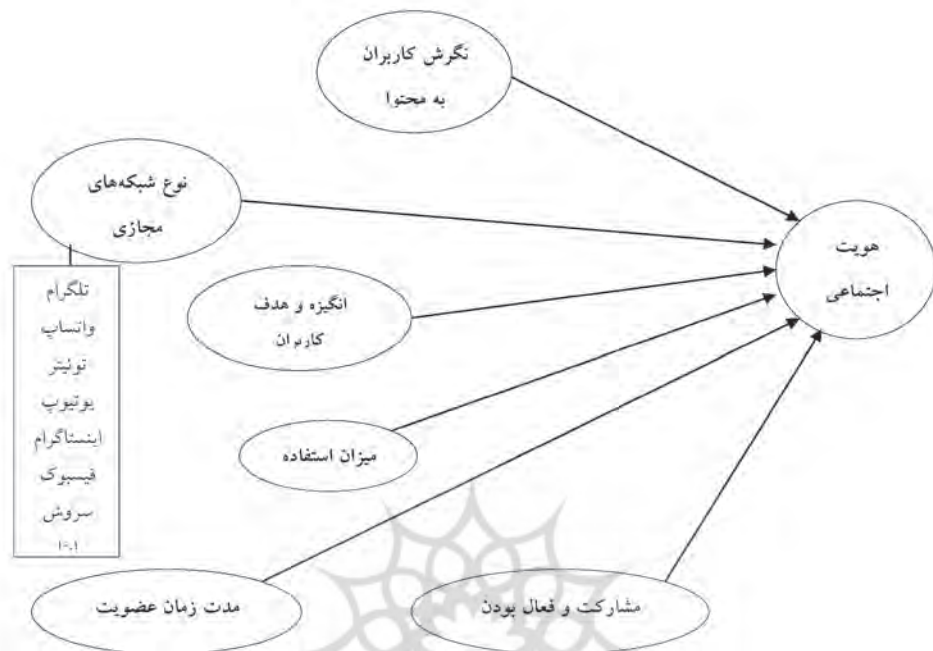 نگرش کاربران
به محتوا
نوع شبکه‌های
مجازی
هویت
اجتماعی
تلگرام
واتساپ
توئیتر
یوتیوپ
اینستاگرام
فیسبوک
سروش
انگیزه و هدف
کاربران
میزان استفاده
مدت زمان عضویت
مشارکت و فعال بودن